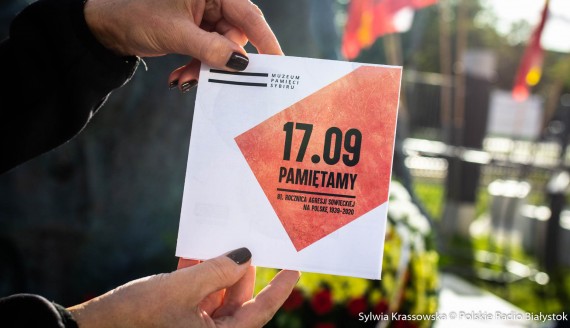 MUZEUM
PAMIĘCI
SYBIRU
17.09
PAMIĘTAMY
81. ROCZNICA AGRESJI SOWIECKIEJ
NA POLSKĘ, 1939-2020
Sylwia Krassowska © Polskie Radio Białystok